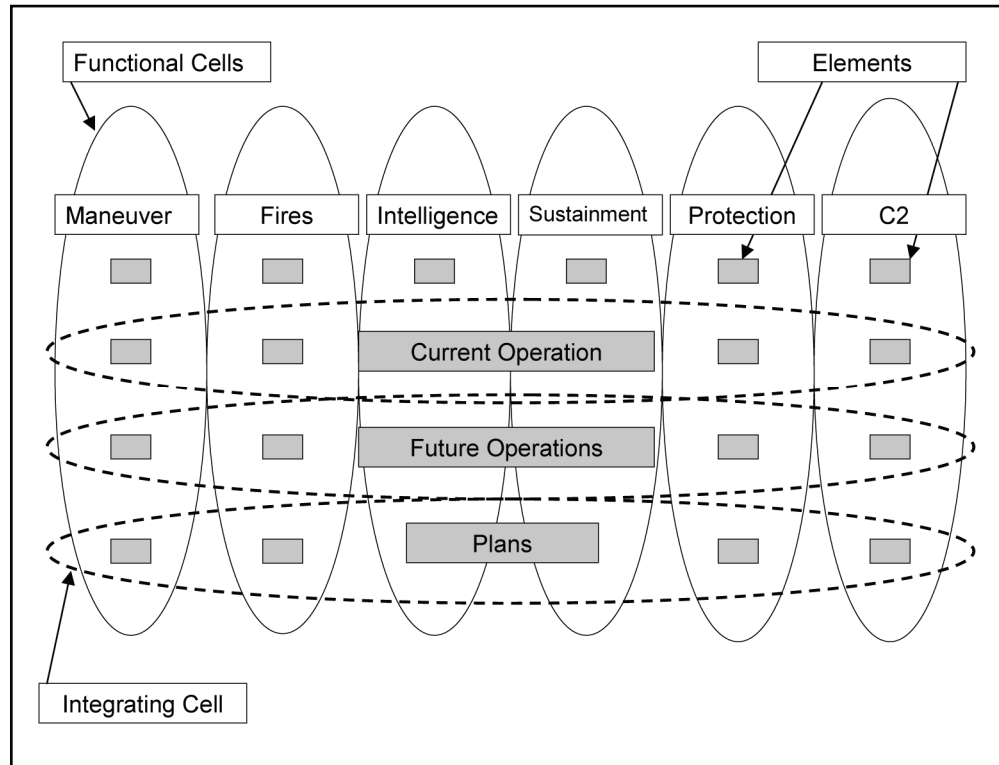 Functional Cells
Elements
Maneuver
Fires
Intelligence
Sustainment
Protection
C2
Current Operation
Future Operations
Plans
Integrating Cell